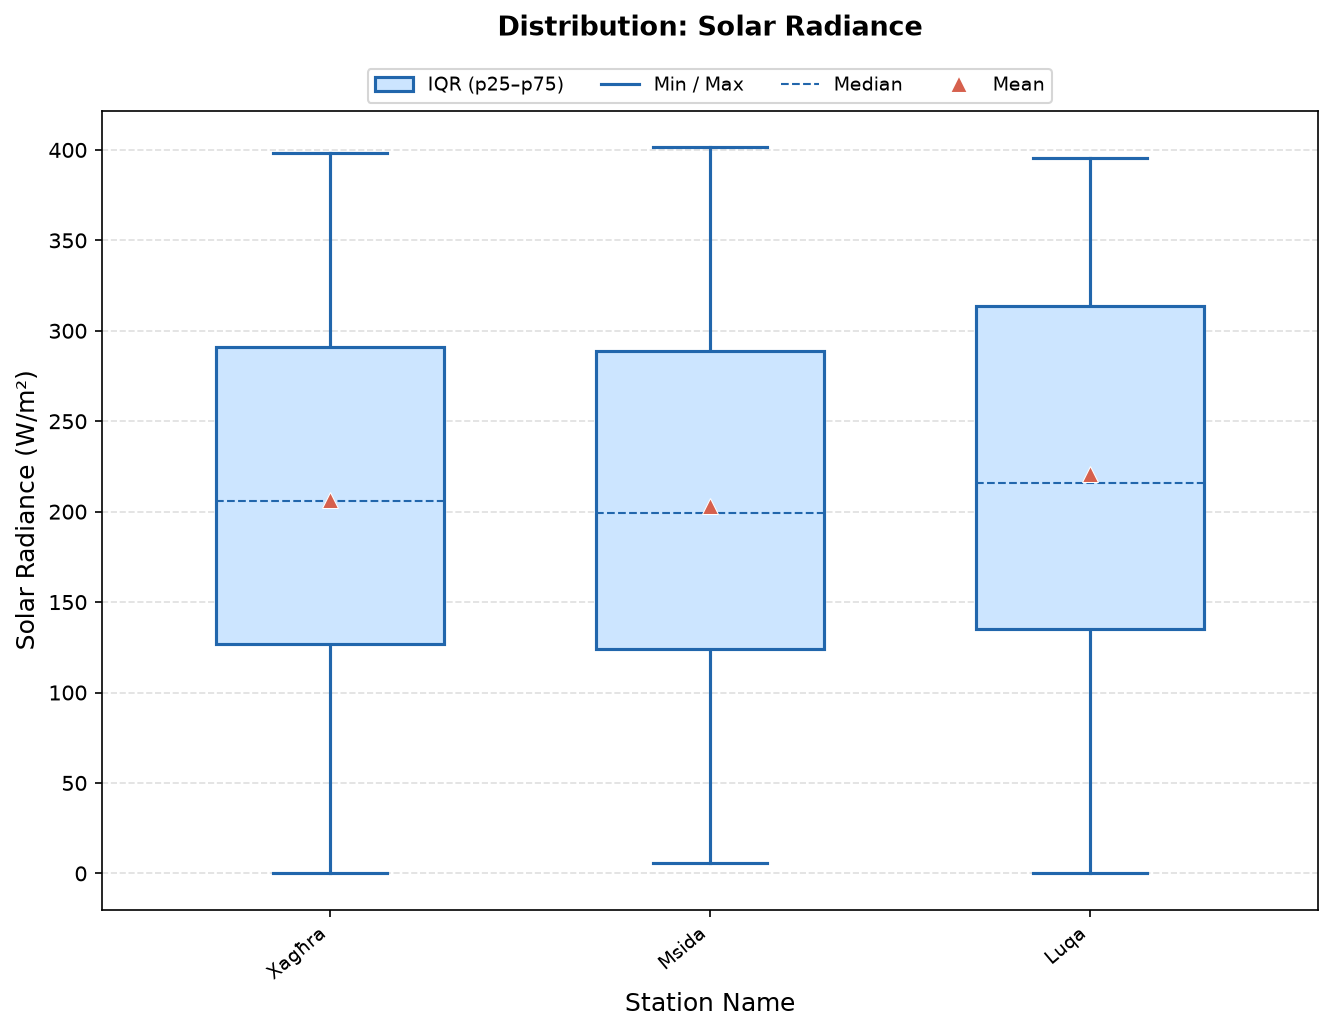 Distribution: Solar Radiance
IQR (p25–p75) Min / Max Median Mean
Solar Radiance (W/m²)
400
350
300
250
200
150
100
50
0
Xagħra Msida Luqa
Station Name